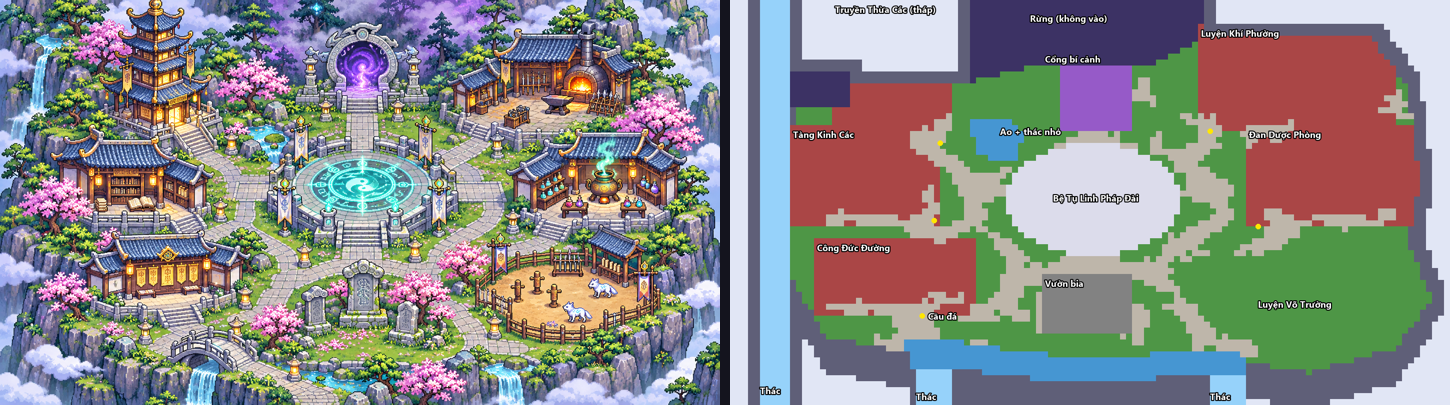 Truyền Thừa Các (tháp)
Rừng (không vào)
Luyện Khí Phường
Cổng bí cảnh
Ao + thác nhỏ
Tàng Kinh Các
Đan Dược Phòng
Bệ Tụ Linh Pháp Đài
Công Đức Đường
Vườn bia
Luyện Võ Trường
Cầu đá
Thác
Thác
Thác